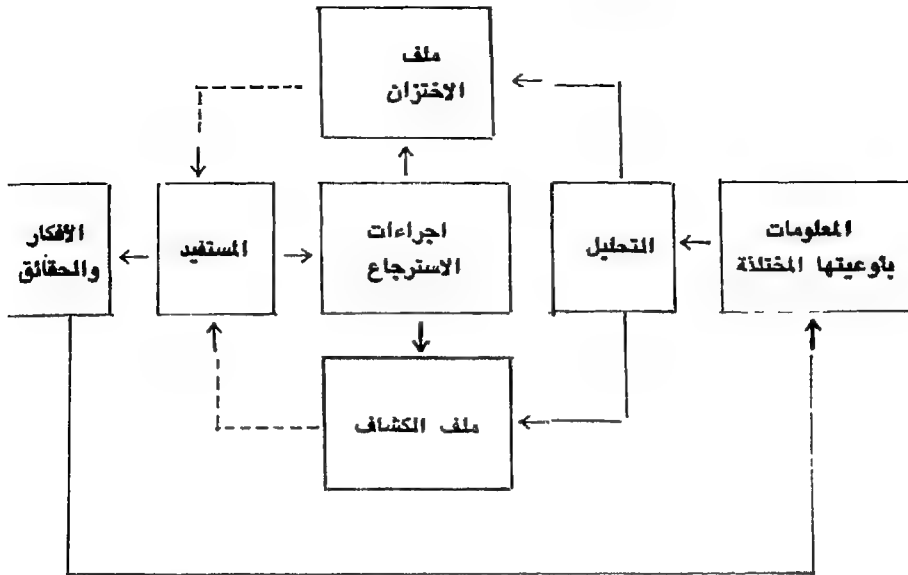 ملف
الاختزان
المعلومات
بأوعيتها المختلفة
التحليل
اجراءات
الاسترجاع
المستفيد
الأفكار
والحقائق
ملف الكشاف